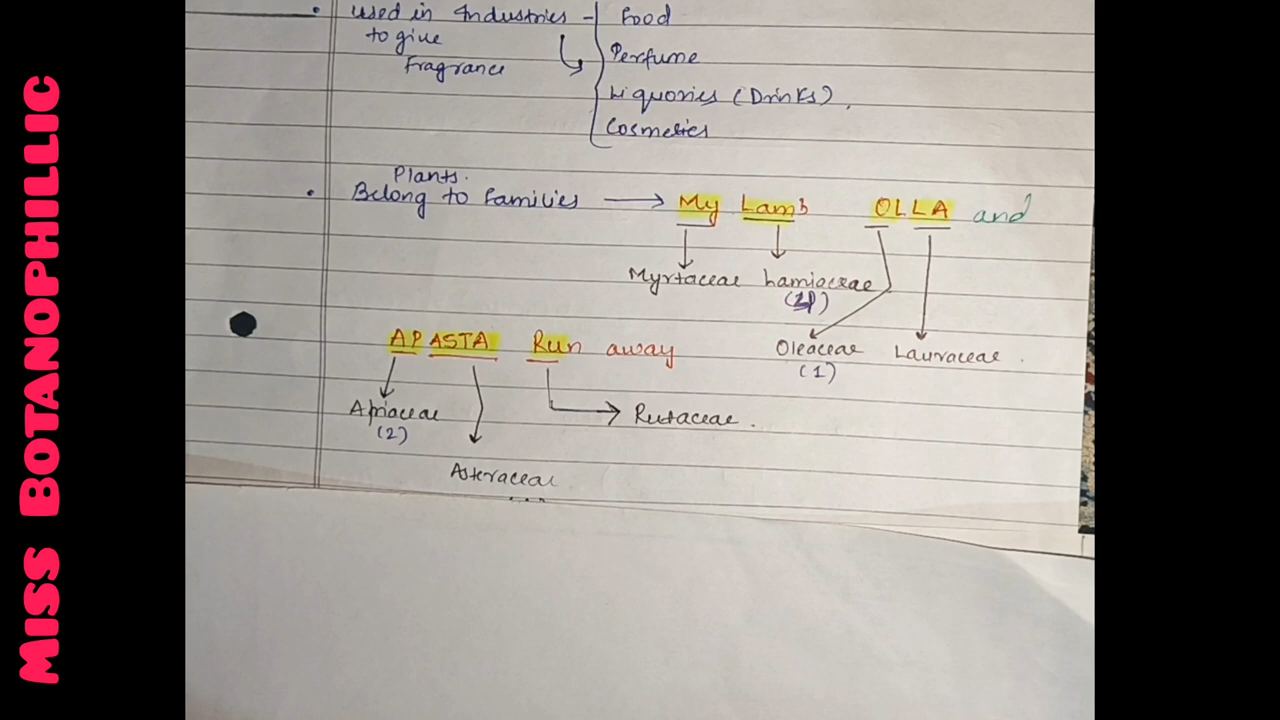 MISS BOTANOPHILLIC
• used in Industries - Food
to give Perfume
Fragrance
Liquories (Drinks),
Cosmetics
Plants.
• Belong to families → My Lamb OLLA and
Myrtaceae Lamiaceae
APASTA Run away
Oleaceae Lauraceae.
(1)
Apiaceae → Rutaceae.
(2)
Asteraceae